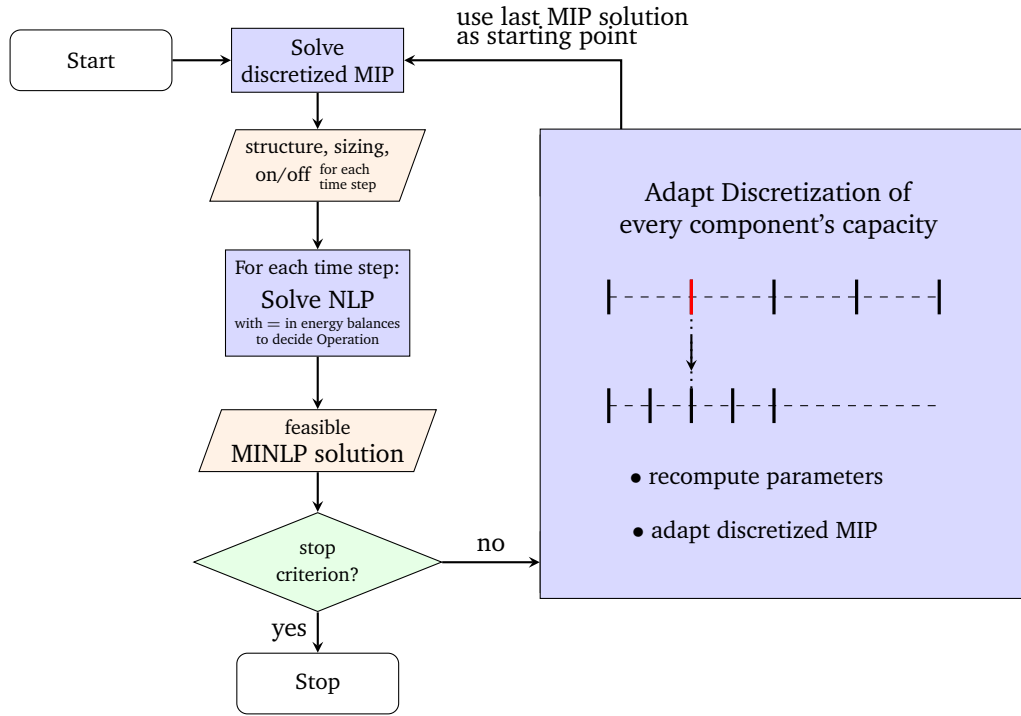 Start
Solve
discretized MIP
use last MIP solution
as starting point
structure, sizing,
on/off for each
time step
For each time step:
Solve NLP
with = in energy balances
to decide Operation
feasible
MINLP solution
stop
criterion?
no
yes
Stop
Adapt Discretization of
every component's capacity
• recompute parameters
• adapt discretized MIP